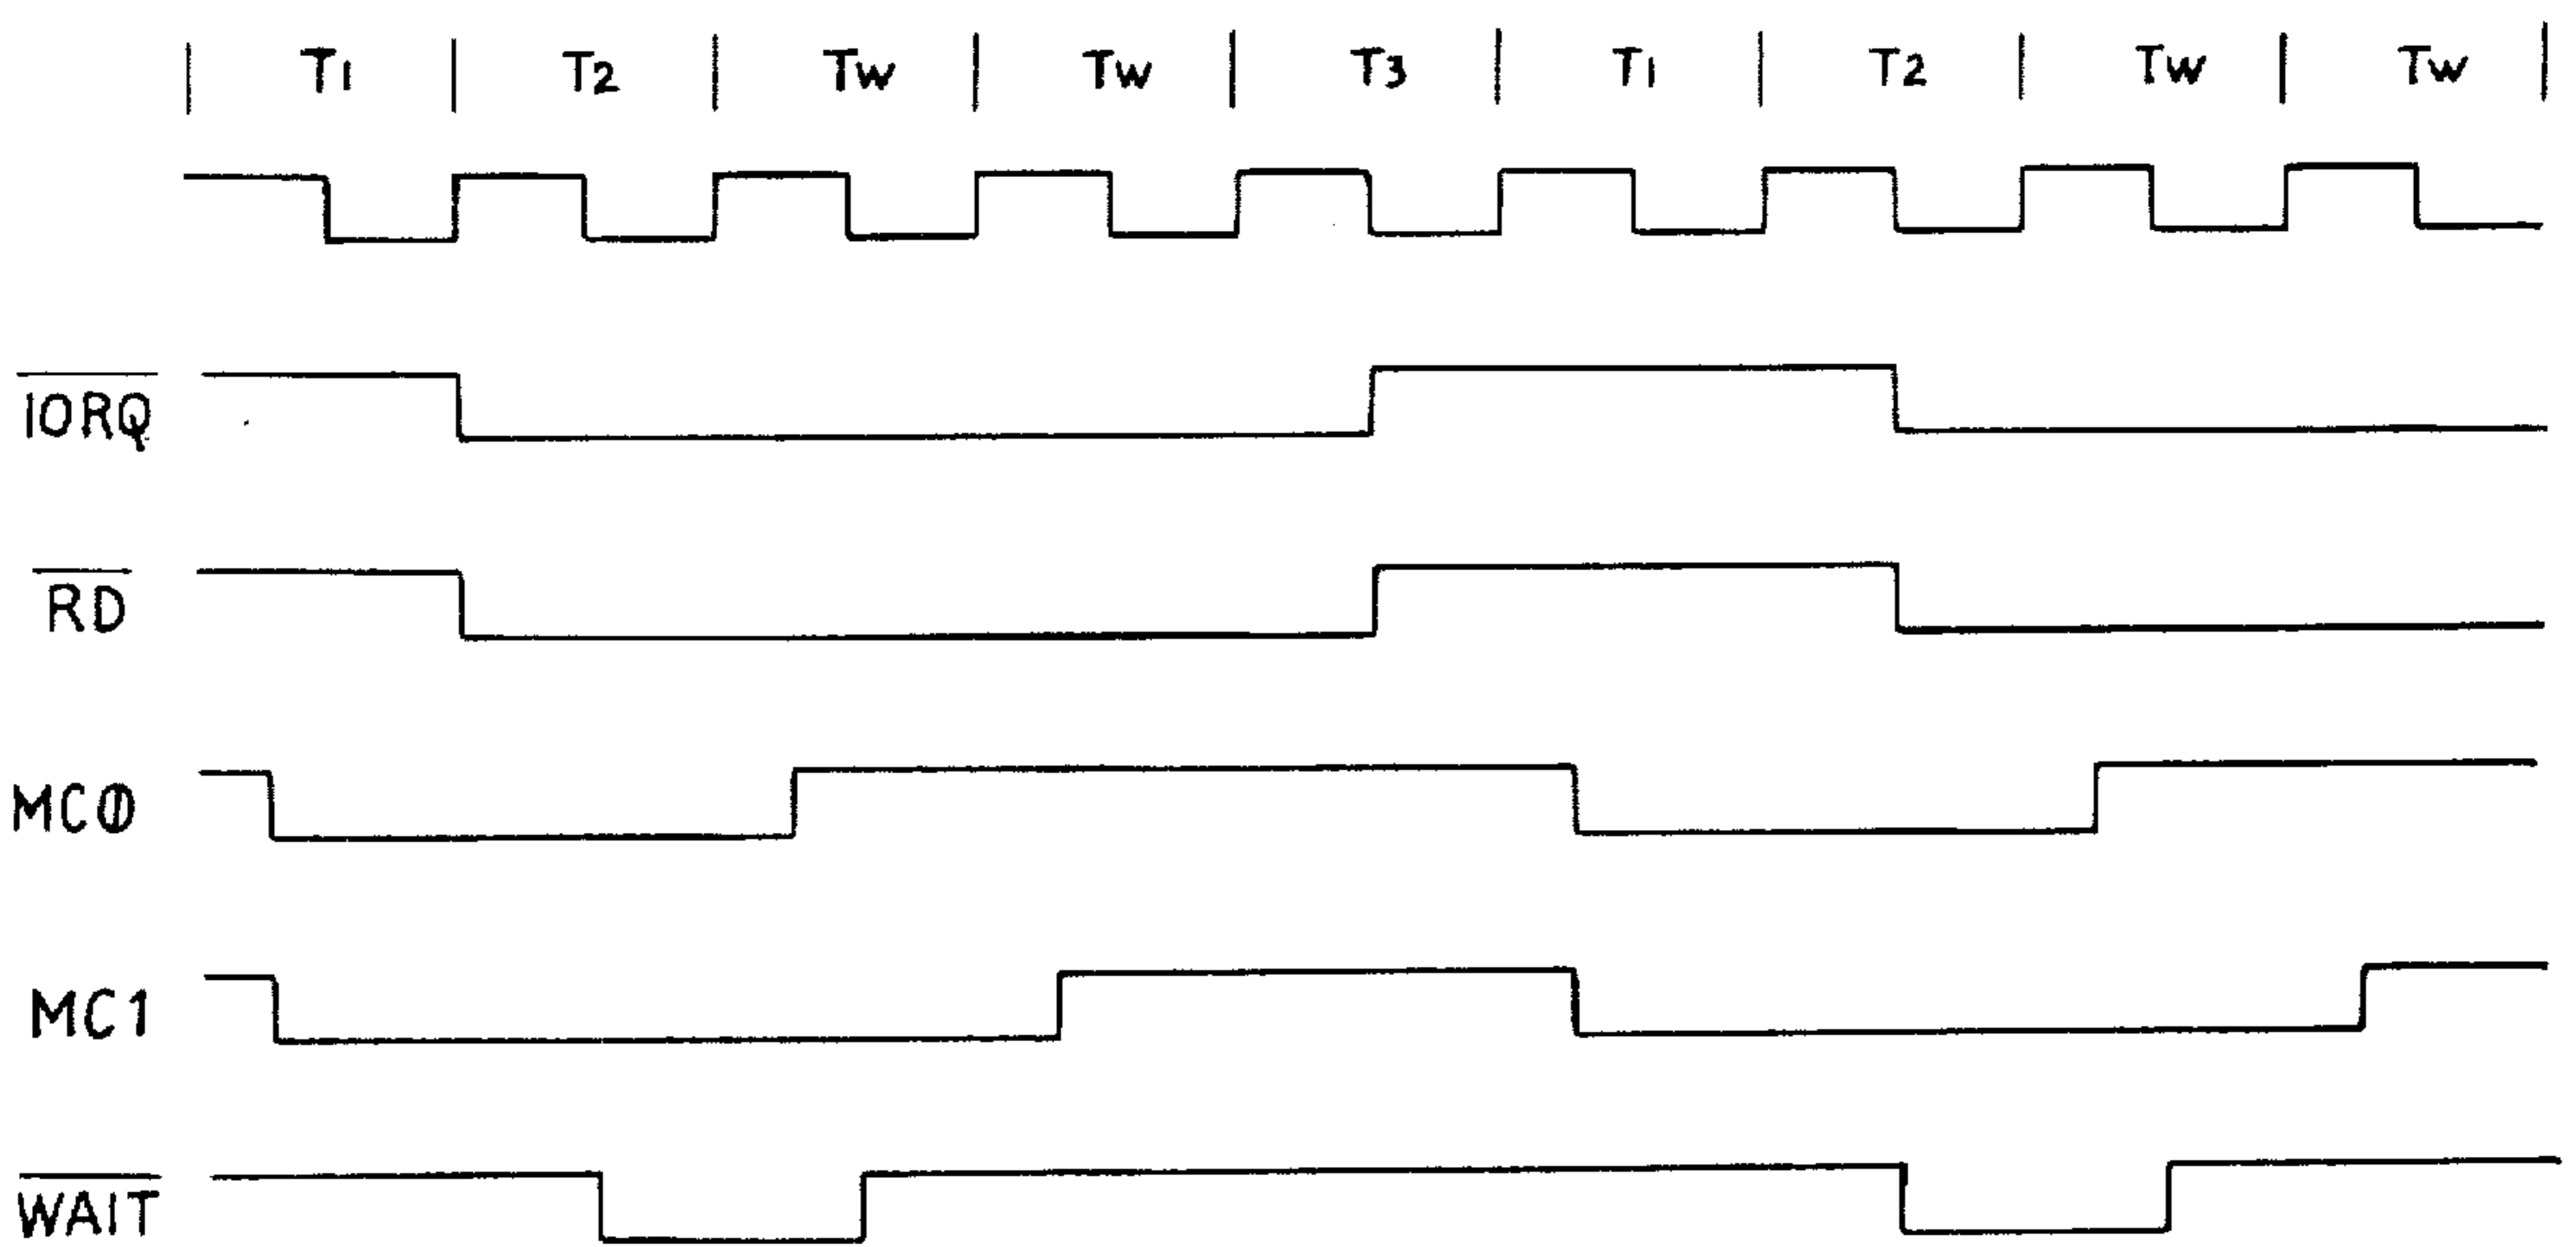 T1 T2 TW TW T3 T1 T2 TW TW
IORQ
RD
MC0
MC1
WAIT